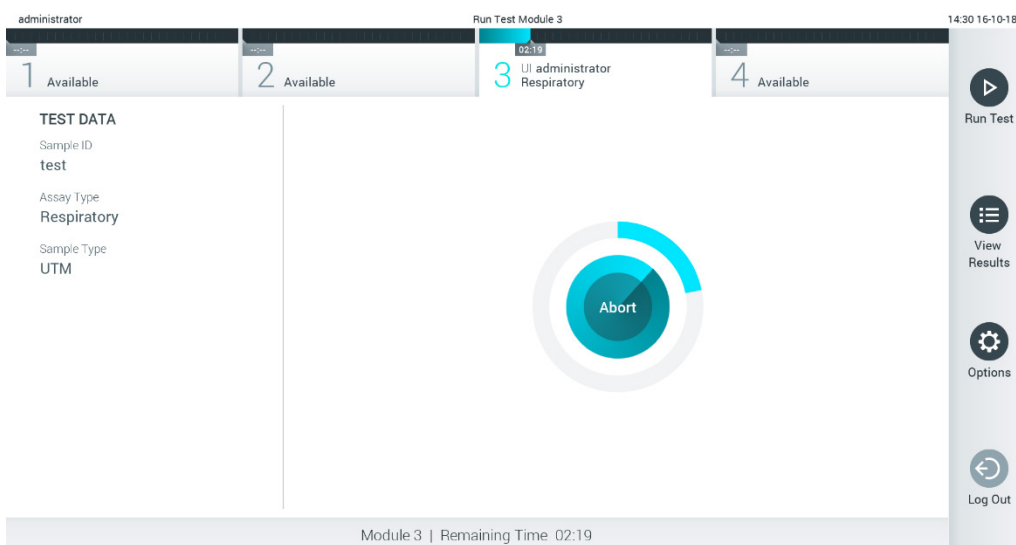 administrator
Run Test Module 3
14:30 16-10-18
--:--
1 Available
--:--
2 Available
02:19
3 UI administrator
Respiratory
--:--
4 Available
TEST DATA
Sample ID
test
Assay Type
Respiratory
Sample Type
UTM
Abort
Run Test
View
Results
Options
Log Out
Module 3 | Remaining Time 02:19